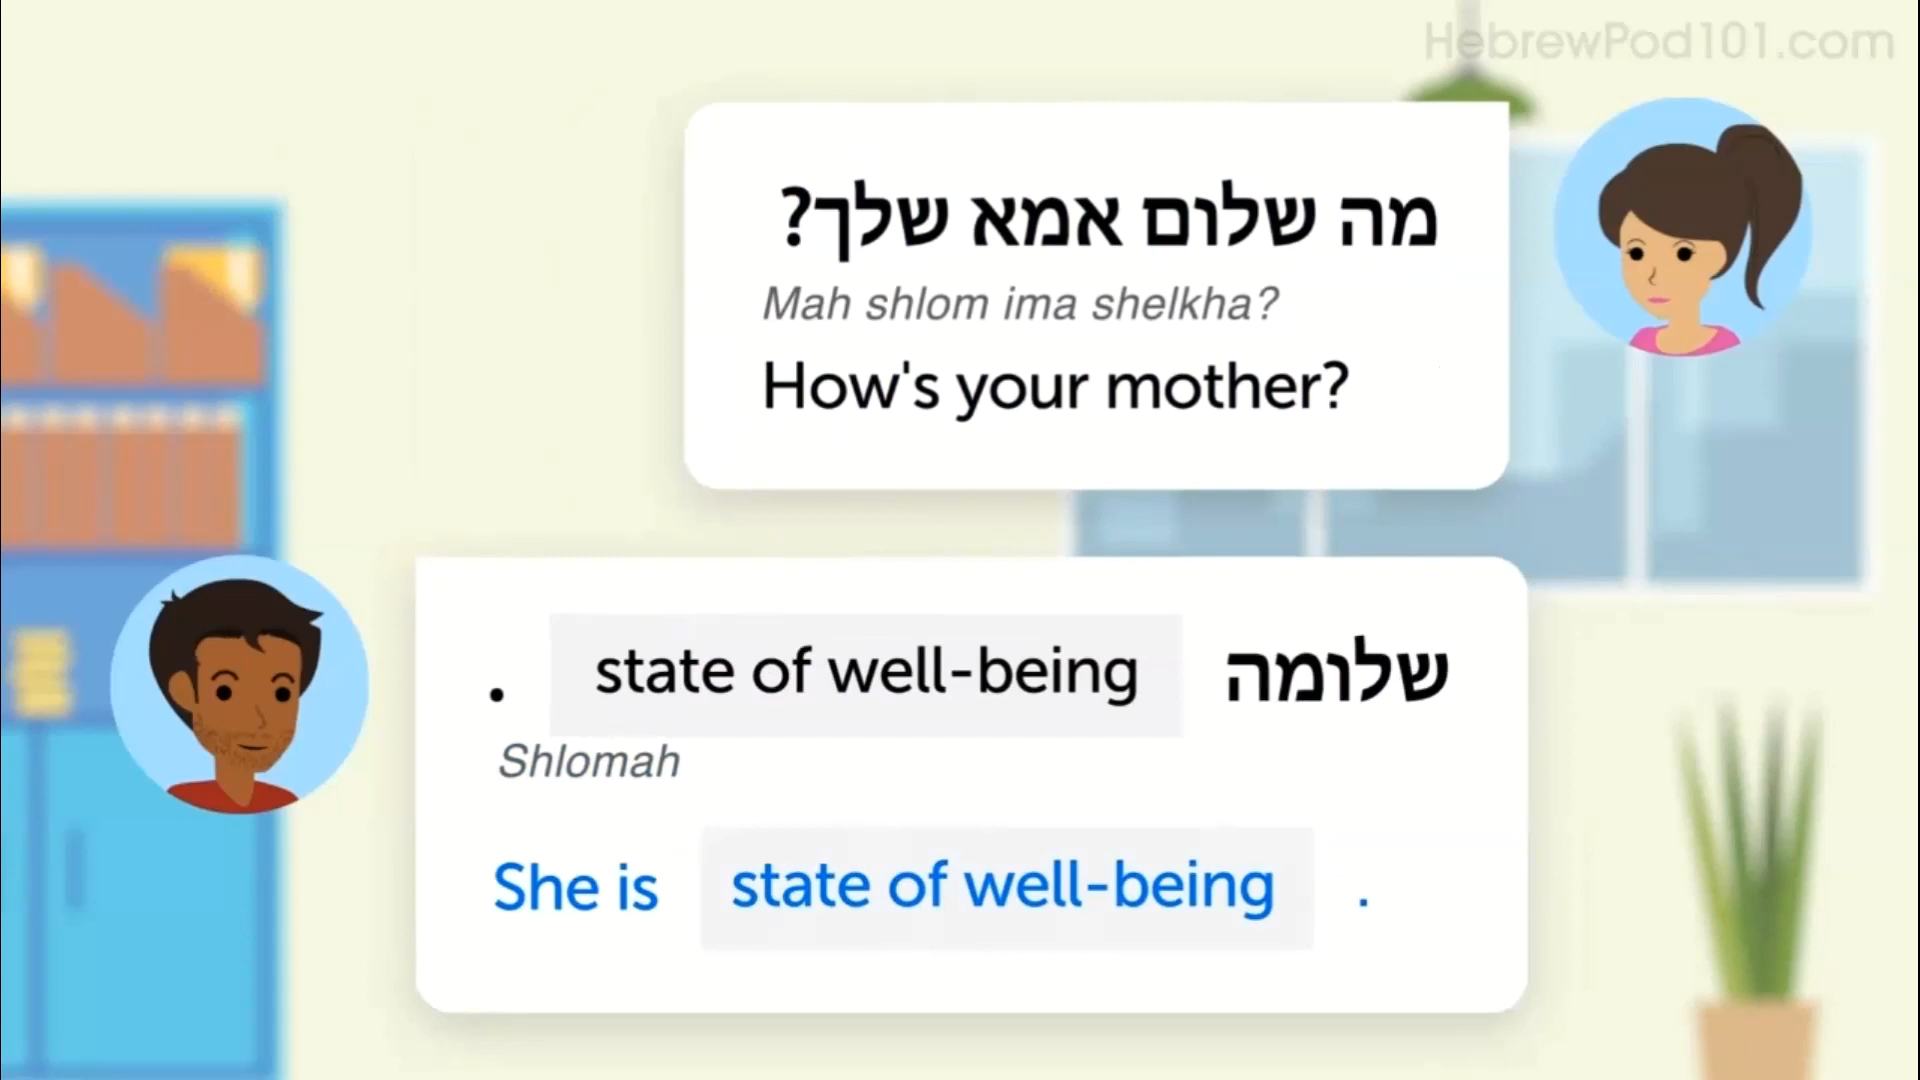 HebrewPod101.com
מה שלום אמא שלך?
Mah shlom ima shelkha?
How's your mother?
שלומה state of well-being .
Shlomah
She is state of well-being .